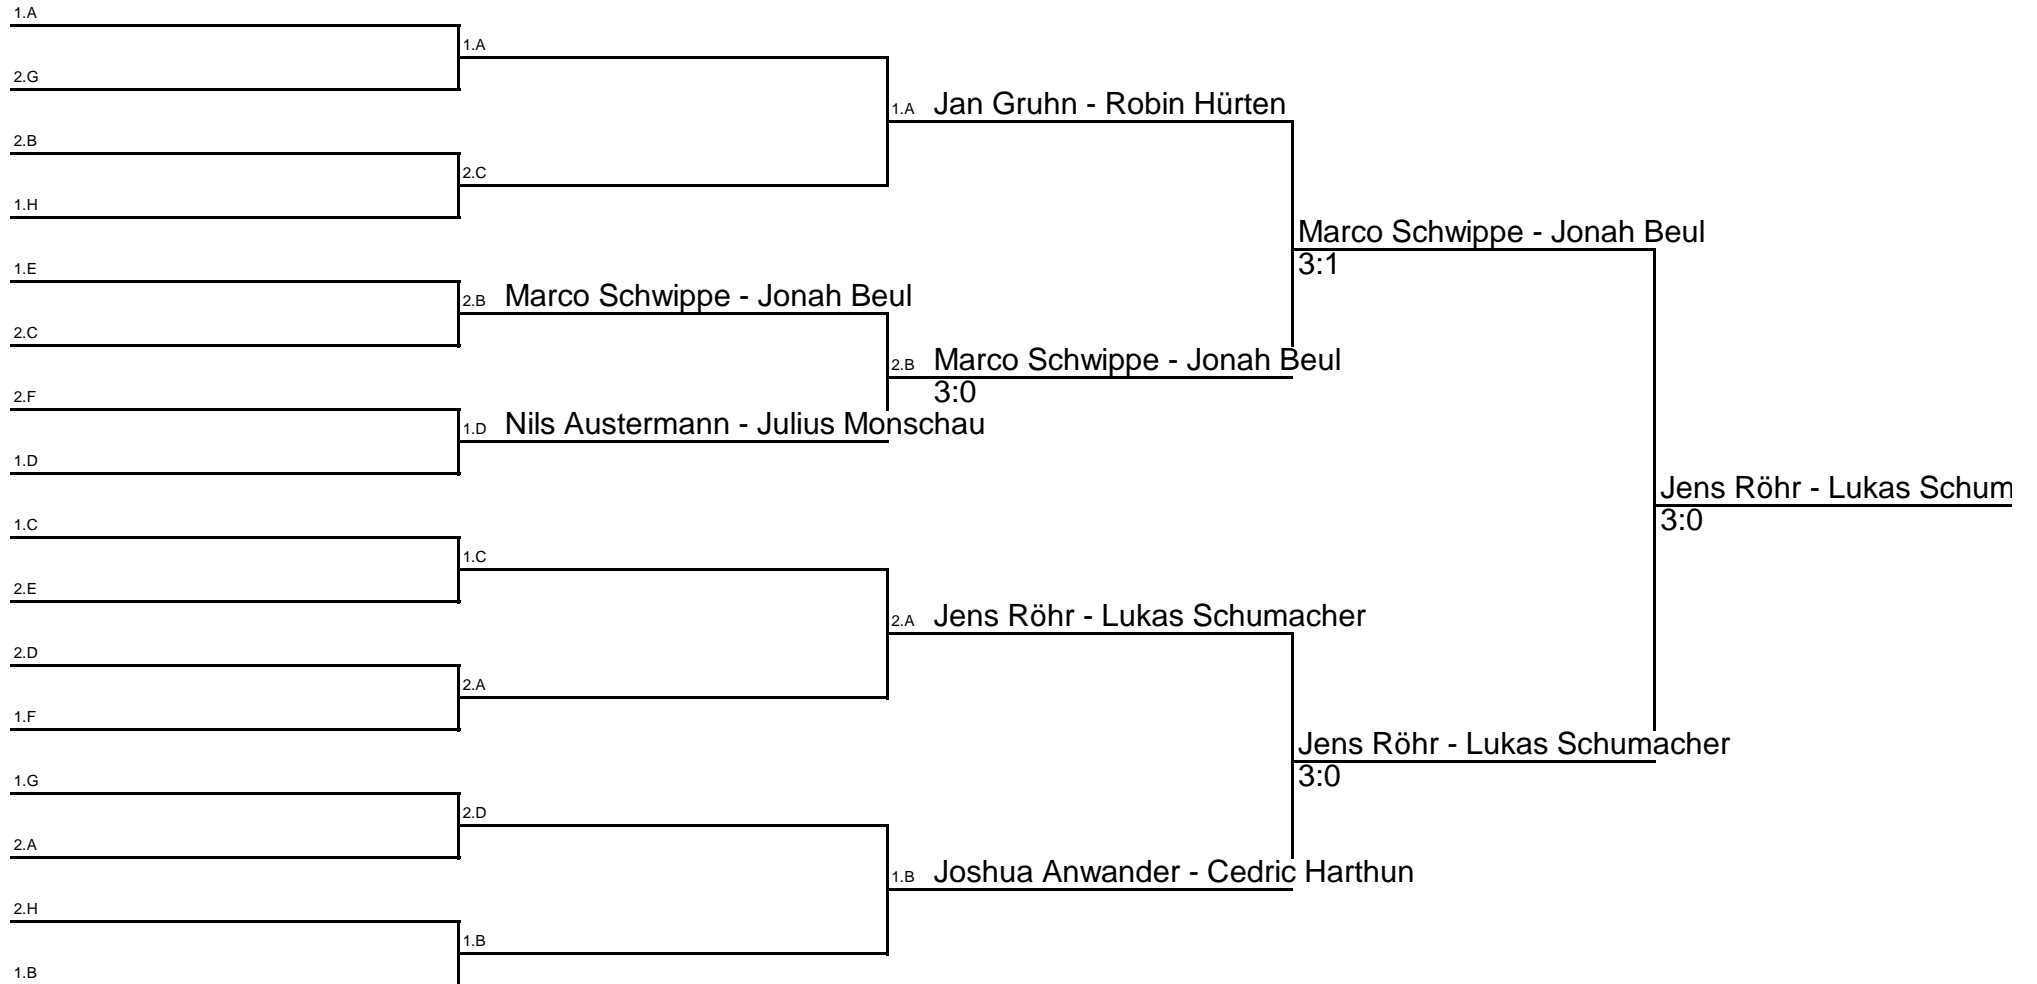 1.A
2.G
2.B
1.H
1.E
2.C
2.F
1.D
1.C
2.E
2.D
1.F
1.G
2.A
2.H
1.B
1.A
2.C
2.B Marco Schwippe - Jonah Beul
1.D Nils Austermann - Julius Monschau
1.C
2.A
2.D
1.B
1.A Jan Gruhn - Robin Hürten
2.B Marco Schwippe - Jonah Beul
3:0
2.A Jens Röhr - Lukas Schumacher
1.B Joshua Anwander - Cedric Harthun
Marco Schwippe - Jonah Beul
3:1
Jens Röhr - Lukas Schumacher
3:0
Jens Röhr - Lukas Schum
3:0